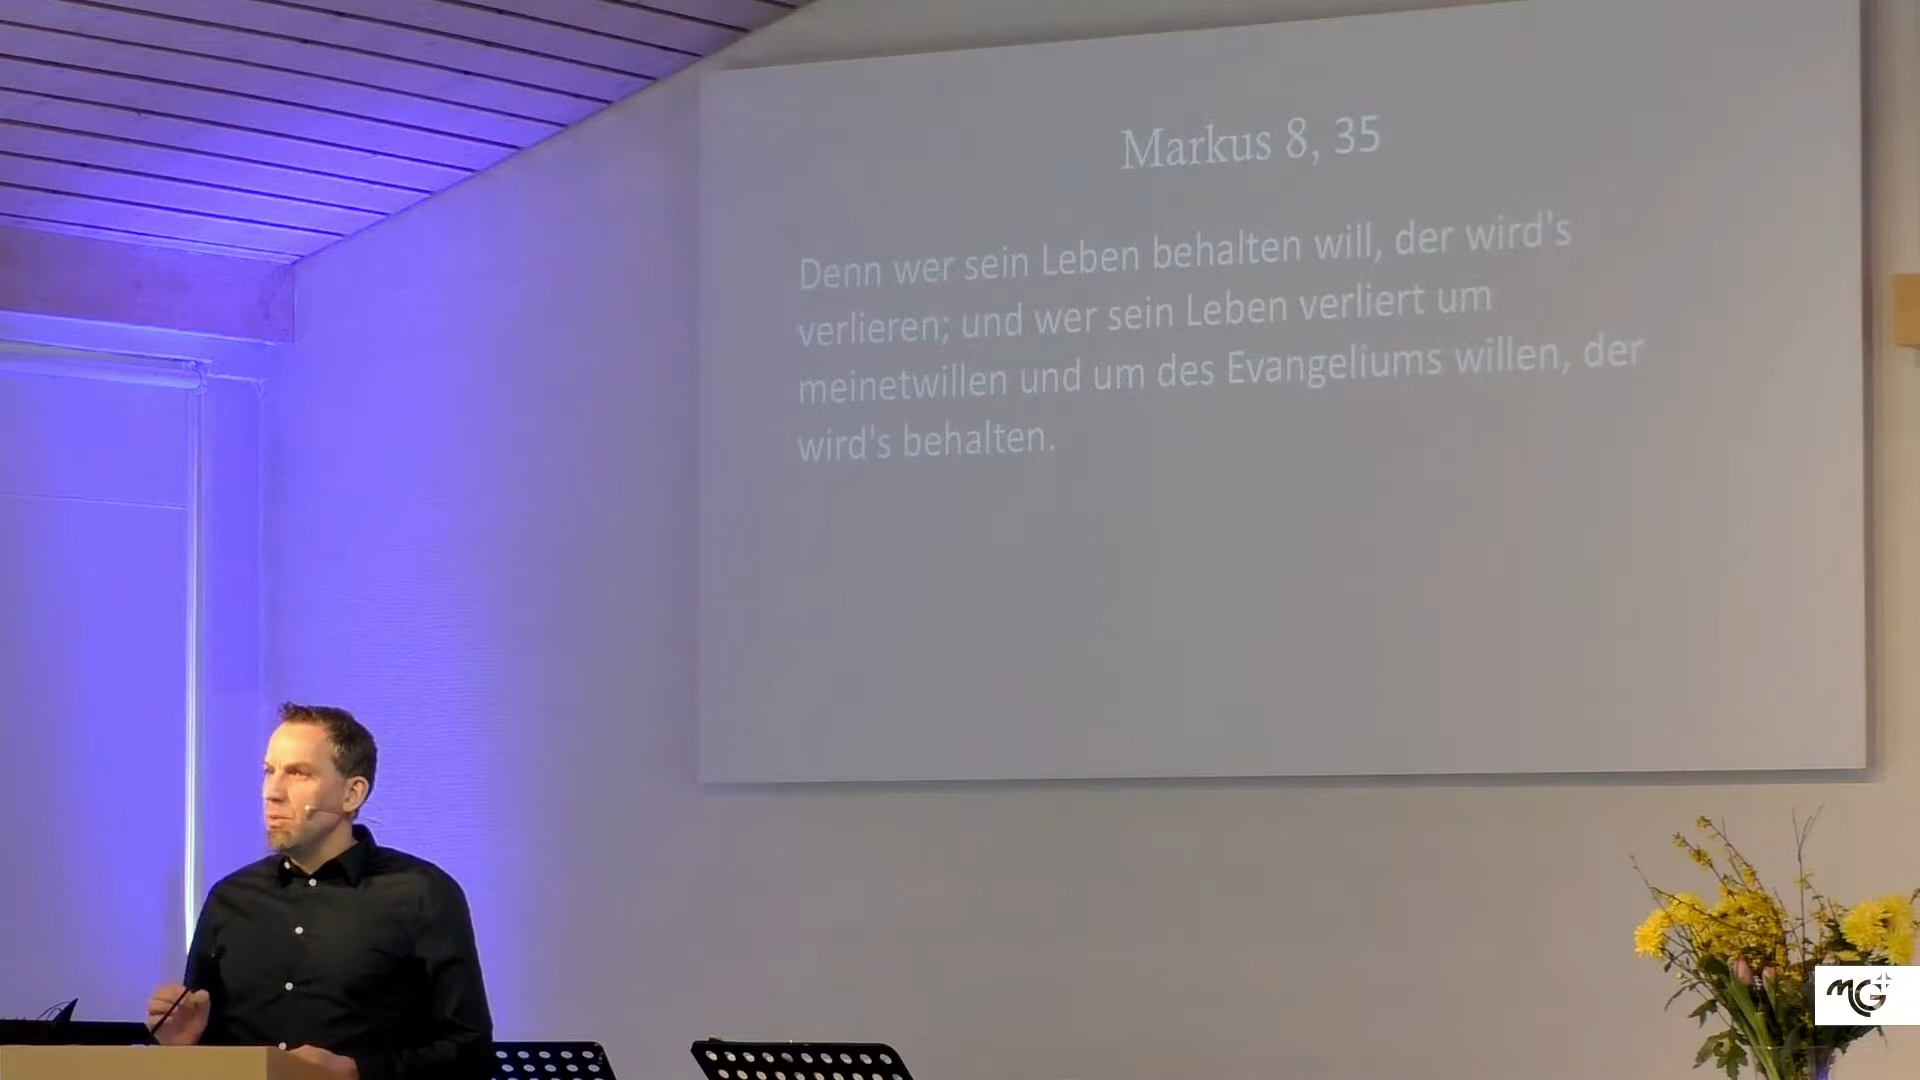 Markus 8, 35
Denn wer sein Leben behalten will, der wird's
verlieren; und wer sein Leben verliert um
meinetwillen und um des Evangeliums willen, der
wird's behalten.
MG